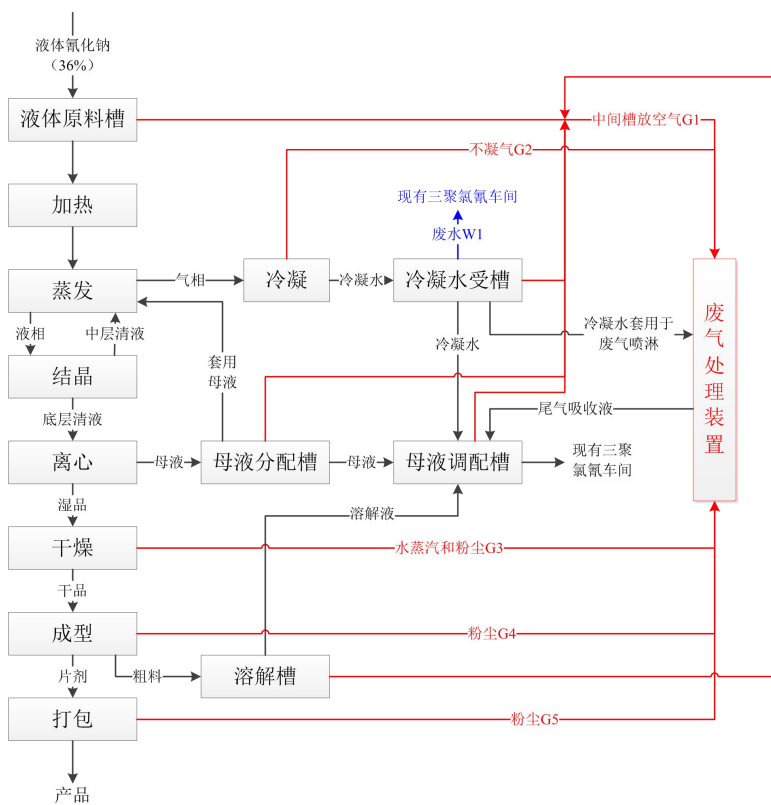 液体氰化钠
（36%）
液体原料槽
中间槽放空气G1
不凝气G2
加热
现有三聚氯氰车间
废水W1
蒸发
气相
冷凝
冷凝水
冷凝水受槽
废气处理装置
液相
中层清液
套用
母液
冷凝水
冷凝水套用于
废气喷淋
结晶
底层清液
尾气吸收液
离心
母液
母液分配槽
母液
母液调配槽
现有三聚
氯氰车间
湿品
溶解液
干燥
水蒸汽和粉尘G3
干品
成型
粉尘G4
片剂
粗料
溶解槽
打包
粉尘G5
产品